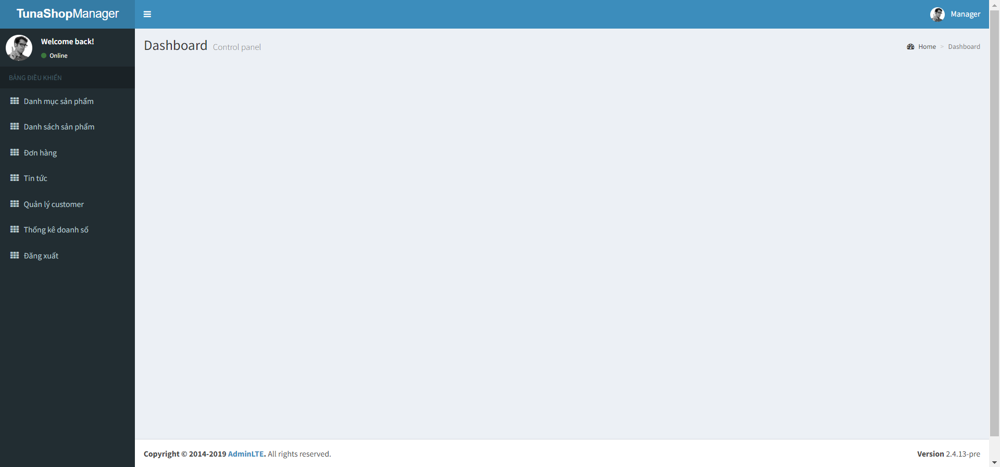 TunaShopManager
Manager
Welcome back!
Online
BẢNG ĐIỀU KHIỂN
Danh mục sản phẩm
Danh sách sản phẩm
Đơn hàng
Tin tức
Quản lý customer
Thống kê doanh số
Đăng xuất
Dashboard Control panel
Home > Dashboard
Copyright © 2014-2019 AdminLTE. All rights reserved.
Version 2.4.13-pre